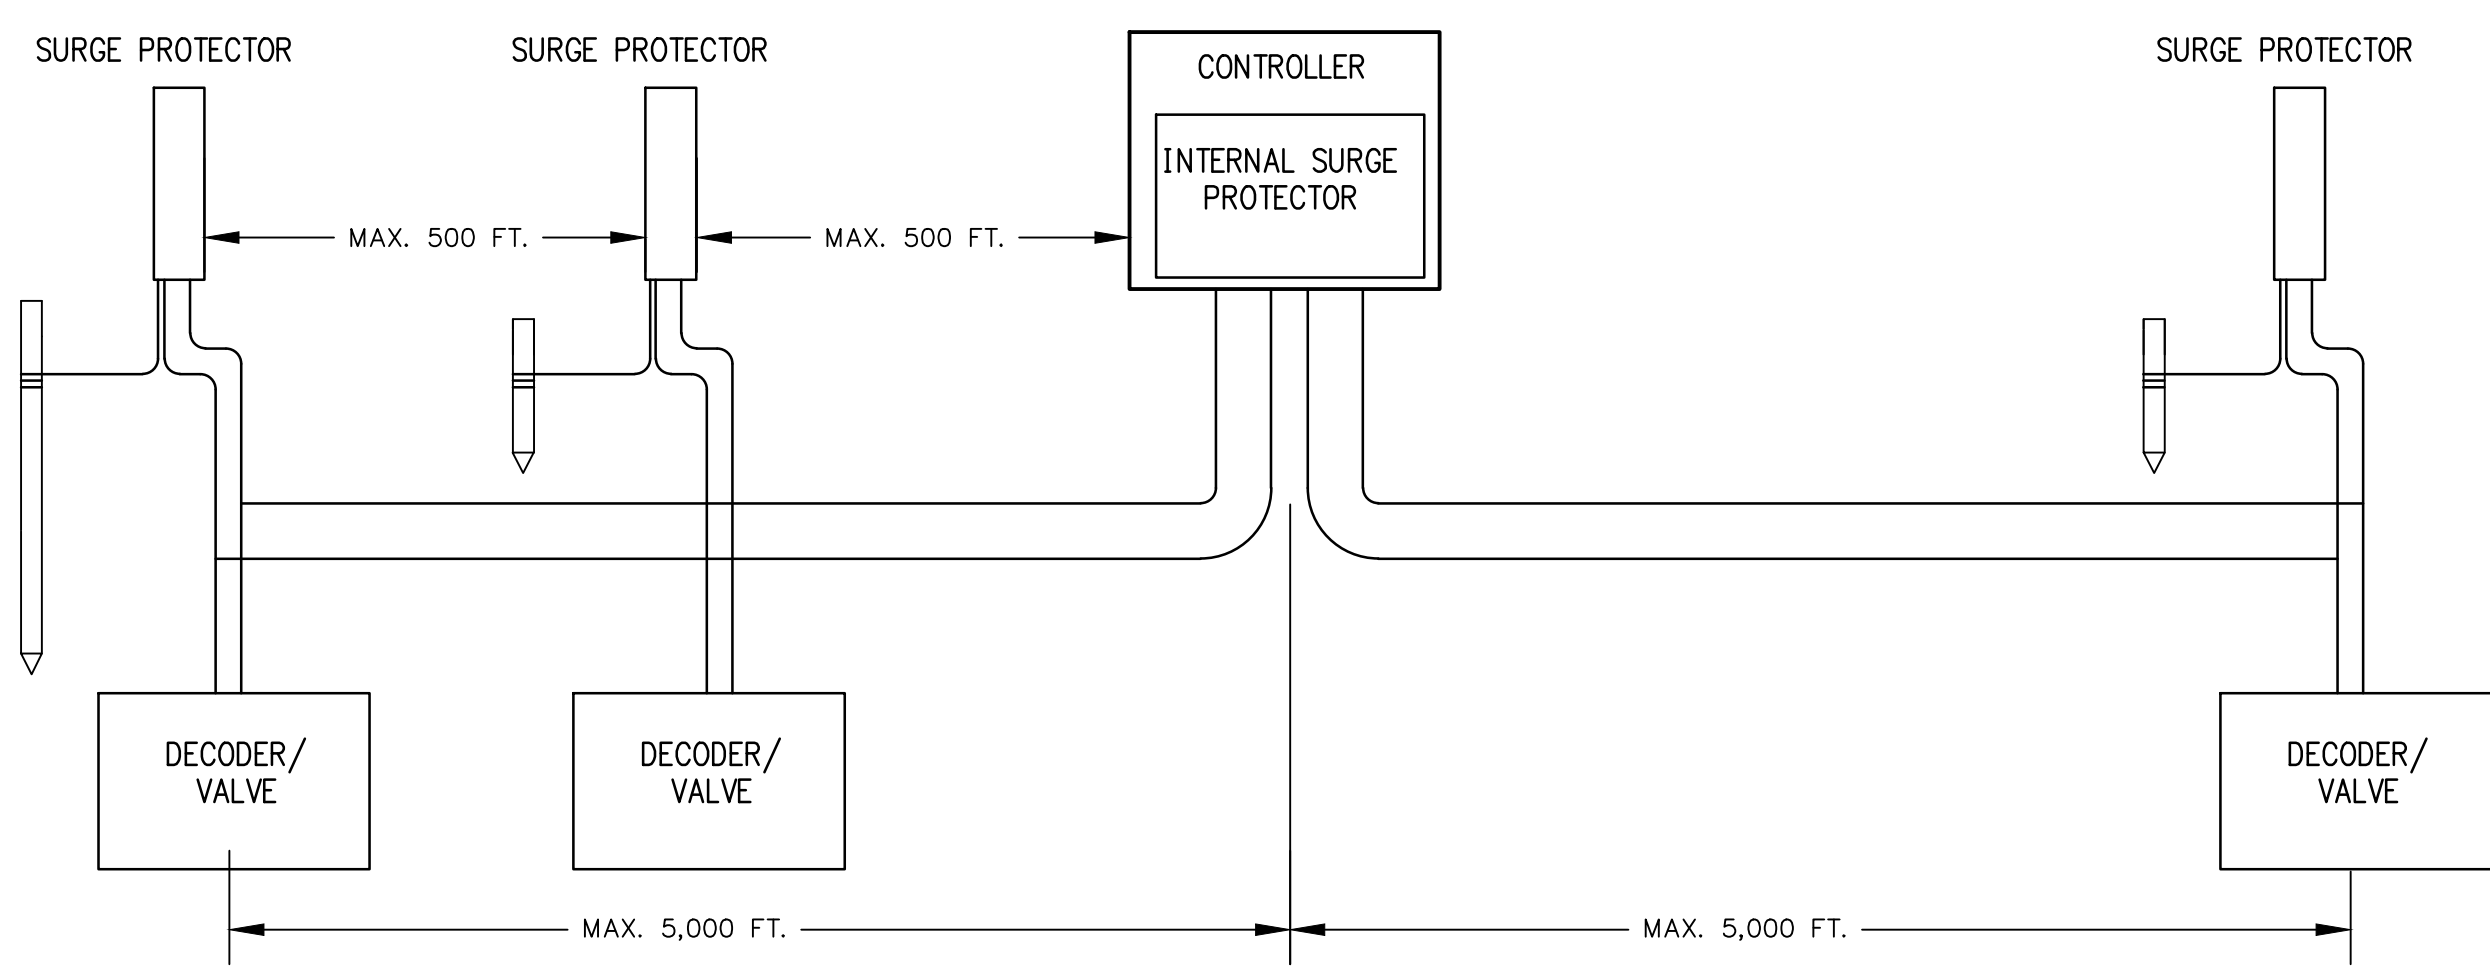 SURGE PROTECTOR
SURGE PROTECTOR
CONTROLLER
SURGE PROTECTOR
INTERNAL SURGE
PROTECTOR
MAX. 500 FT.
MAX. 500 FT.
DECODER/
VALVE
DECODER/
VALVE
DECODER/
VALVE
MAX. 5,000 FT.
MAX. 5,000 FT.